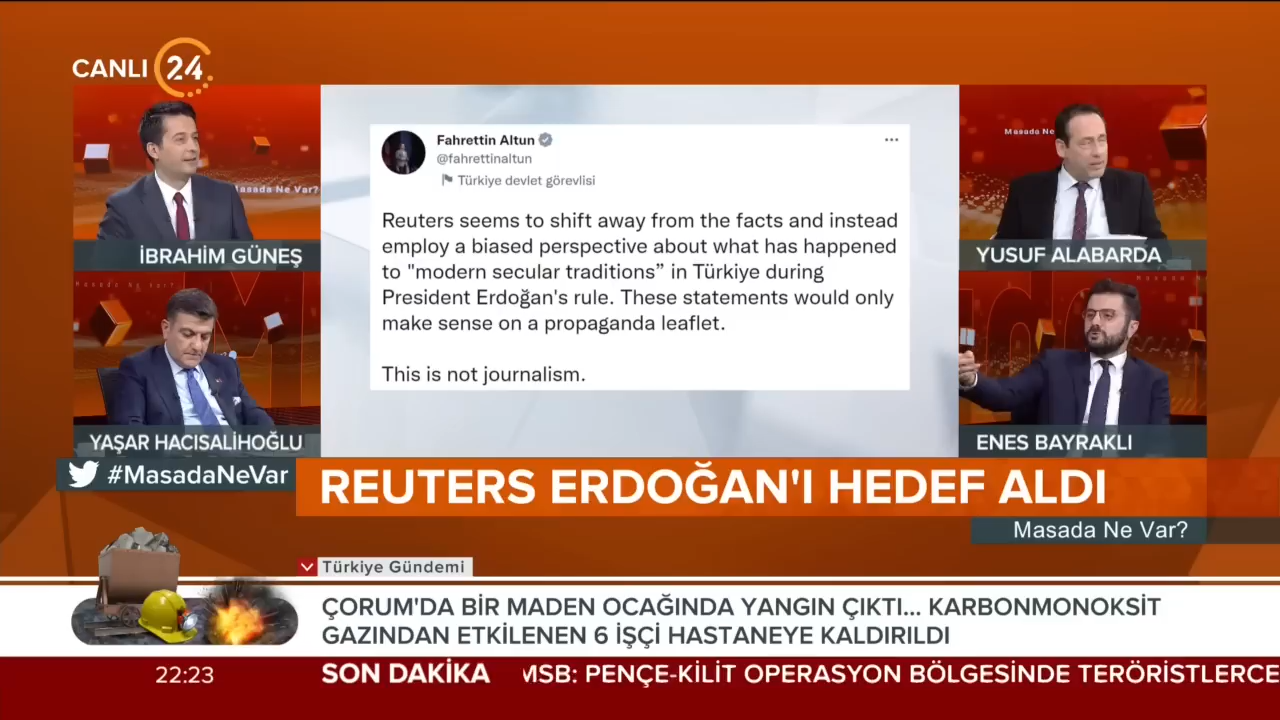 CANLI 24
Masada Ne Var?
İBRAHİM GÜNEŞ
YAŞAR HACISALİHOĞLU
Fahrettin Altun
@fahrettinaltun
Türkiye devlet görevlisi
Reuters seems to shift away from the facts and instead
employ a biased perspective about what has happened
to "modern secular traditions” in Türkiye during
President Erdoğan's rule. These statements would only
make sense on a propaganda leaflet.
This is not journalism.
Masada Ne
YUSUF ALABARDA
ENES BAYRAKLI
#MasadaNeVar
REUTERS ERDOĞAN'I HEDEF ALDI
Masada Ne Var?
Türkiye Gündemi
ÇORUM'DA BİR MADEN OCAĞINDA YANGIN ÇIKTI... KARBONMONOKSİT
GAZINDAN ETKİLENEN 6 İŞÇİ HASTANEYE KALDIRILDI
22:23
SON DAKİKA
MSB: PENÇE-KİLİT OPERASYON BÖLGESİNDE TERÖRİSTLERCE